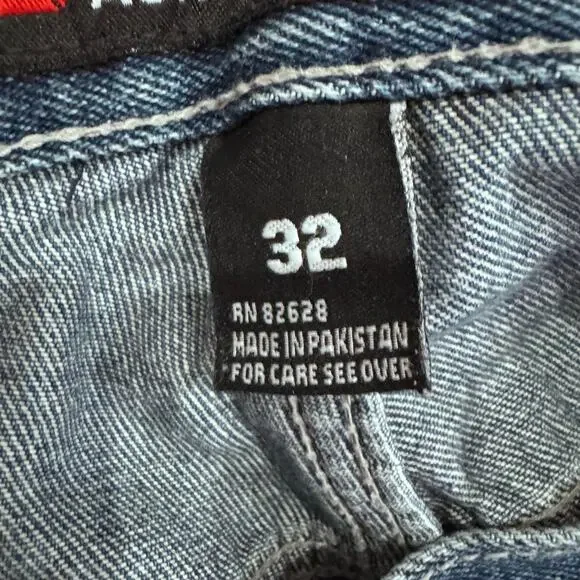 32
RN 82628
MADE IN PAKISTAN
FOR CARE SEE OVER